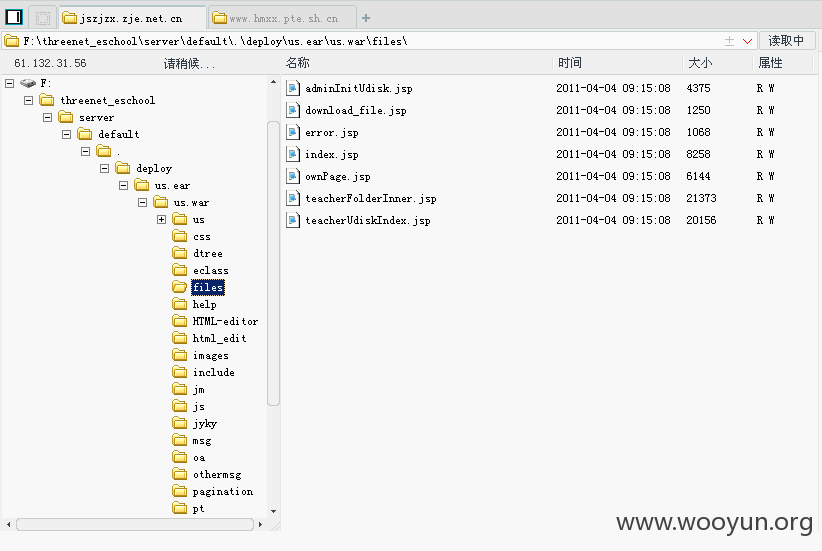 jszjzx.zje.net.cn
www.hmxx.pte.sh.cn
F:\threenet_eschool\server\default\.\deploy\us.ear\us.war\files\
读取中
61.132.31.56 请稍候...
名称 时间 大小 属性
F:
threenet_eschool
server
default
.
deploy
us.ear
us.war
us
css
dtree
eclass
files
help
HTML-editor
html_edit
images
include
jm
js
jyky
msg
oa
othermsg
pagination
pt
adminInitUdisk.jsp 2011-04-04 09:15:08 4375 R W
download_file.jsp 2011-04-04 09:15:08 1250 R W
error.jsp 2011-04-04 09:15:08 1068 R W
index.jsp 2011-04-04 09:15:08 8258 R W
ownPage.jsp 2011-04-04 09:15:08 6144 R W
teacherFolderInner.jsp 2011-04-04 09:15:08 21373 R W
teacherUdiskIndex.jsp 2011-04-04 09:15:08 20156 R W
www.wooyun.org